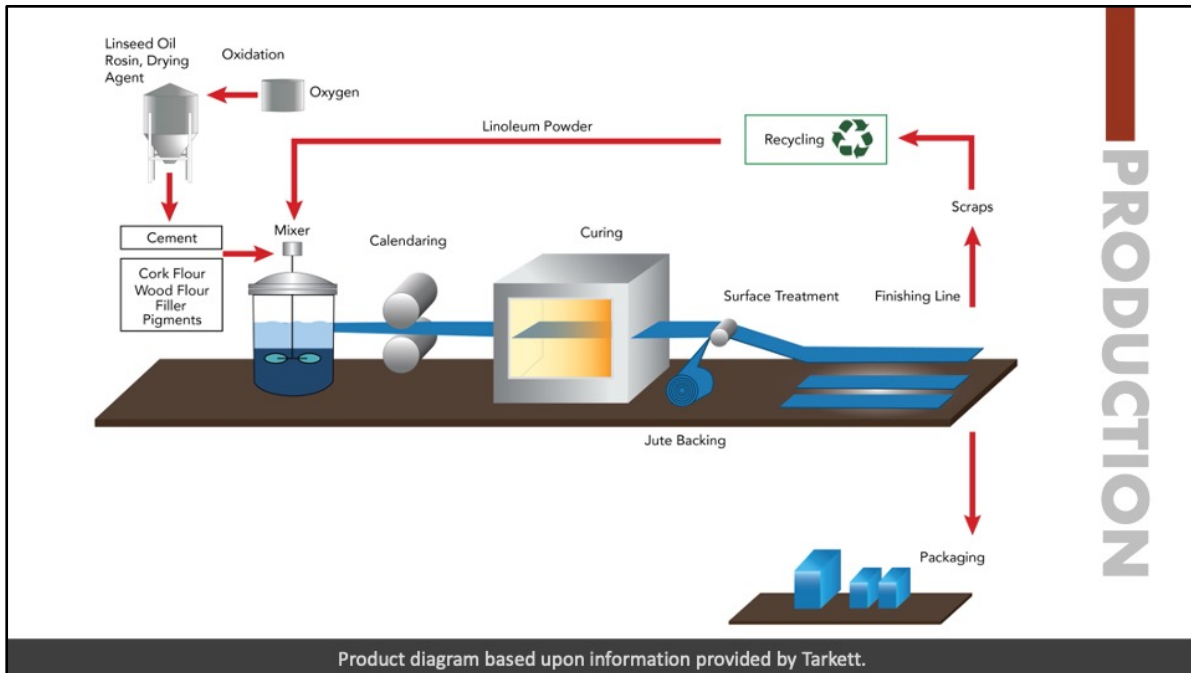 Linseed Oil
Rosin, Drying
Agent
Oxidation
Oxygen
Linoleum Powder
Recycling
Scraps
Cement
Mixer
Cork Flour
Wood Flour
Filler
Pigments
Calendaring
Curing
Surface Treatment
Finishing Line
Jute Backing
Packaging
PRODUCTION
Product diagram based upon information provided by Tarkett.